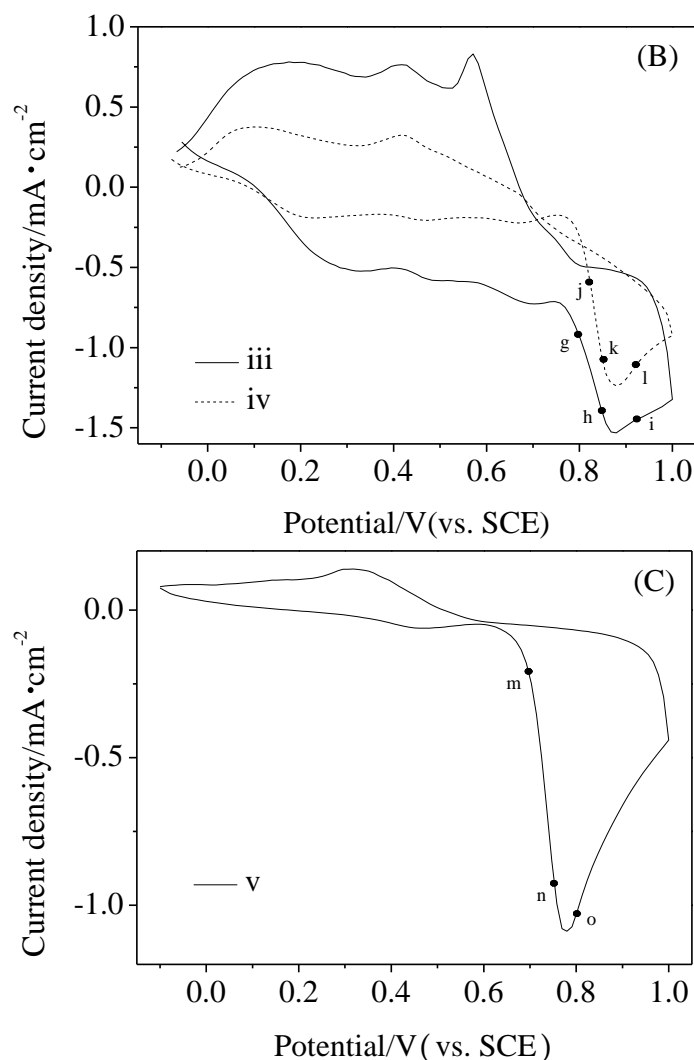 (B)
1.0
0.5
0.0
-0.5
-1.0
-1.5
Current density/mA•cm-2
j
g
k
l
h
i
iii
iv
0.0 0.2 0.4 0.6 0.8 1.0
Potential/V(vs. SCE)
(C)
0.0
-0.5
-1.0
Current density/mA•cm-2
m
n
o
v
0.0 0.2 0.4 0.6 0.8 1.0
Potential/V( vs. SCE)